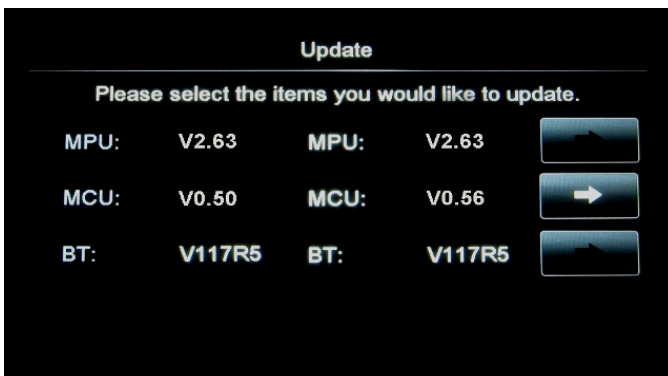 Update
Please select the items you would like to update.
MPU: V2.63 MPU: V2.63
MCU: V0.50 MCU: V0.56
BT: V117R5 BT: V117R5